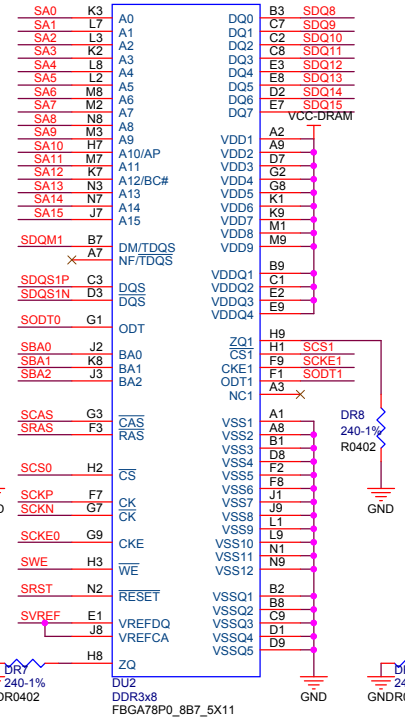 SA0 K3 A0 DQ0 B3 SDQ8
SA1 L7 A1 DQ1 C7 SDQ9
SA2 L3 A2 DQ2 C2 SDQ10
SA3 K2 A3 DQ3 C8 SDQ11
SA4 L8 A4 DQ4 E3 SDQ12
SA5 L2 A5 DQ5 E8 SDQ13
SA6 M8 A6 DQ6 D2 SDQ14
SA7 M2 A7 DQ7 E7 SDQ15
SA8 N8 A8 VCC-DRAM
SA9 M3 A9 VDD1 A2
SA10 H7 A10/AP VDD2 A9
SA11 M7 A11 VDD3 D7
SA12 K7 A12/BC# VDD4 G2
SA13 N3 A13 VDD5 G8
SA14 N7 A14 VDD6 K1
SA15 J7 A15 VDD7 K9
VDD8 M1
SDQM1 B7 DM/TDQS VDD9 M9
A7 NF/TDQS
VDDQ1 B9
SDQS1P C3 DQS VDDQ2 C1
SDQS1N D3 DQS VDDQ3 E2
VDDQ4 E9
SODT0 G1 ODT
ZQ1 H9
SBA0 J2 BA0 CS1 H1 SCS1
SBA1 K8 BA1 CKE1 F9 SCKE1
SBA2 J3 BA2 ODT1 F1 SODT1
NC1 A3
SCAS G3 CAS VSS1 A1
SRAS F3 RAS VSS2 A8
VSS3 B1
VSS4 D8
SCS0 H2 CS VSS5 F2
VSS6 F8
SCKP F7 CK VSS7 J1
SCKN G7 CK VSS8 J9
VSS9 L1
SCKE0 G9 CKE VSS10 L9
VSS11 N1
SWE H3 WE VSS12 N9
SRST N2 RESET VSSQ1 B2
VSSQ2 B8
SVREF E1 VREFDQ VSSQ3 C9
J8 VREFCA VSSQ4 D1
VSSQ5 D9
H8 ZQ
DR8
240-1%
R0402
GND
DR7
240-1%
R0402
DU2
DDR3x8
FBGA78P0_8B7_5X11
GND
GND